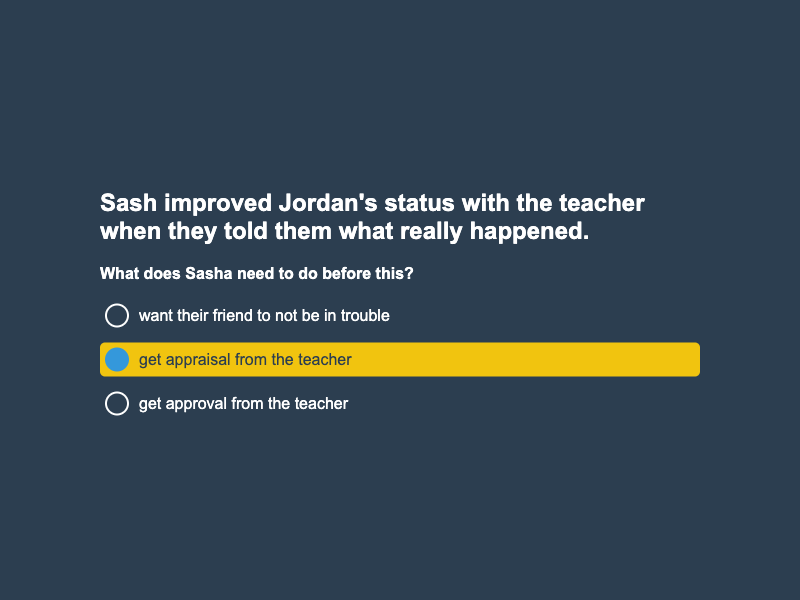 Sash improved Jordan's status with the teacher
when they told them what really happened.
What does Sasha need to do before this?
want their friend to not be in trouble
get appraisal from the teacher
get approval from the teacher